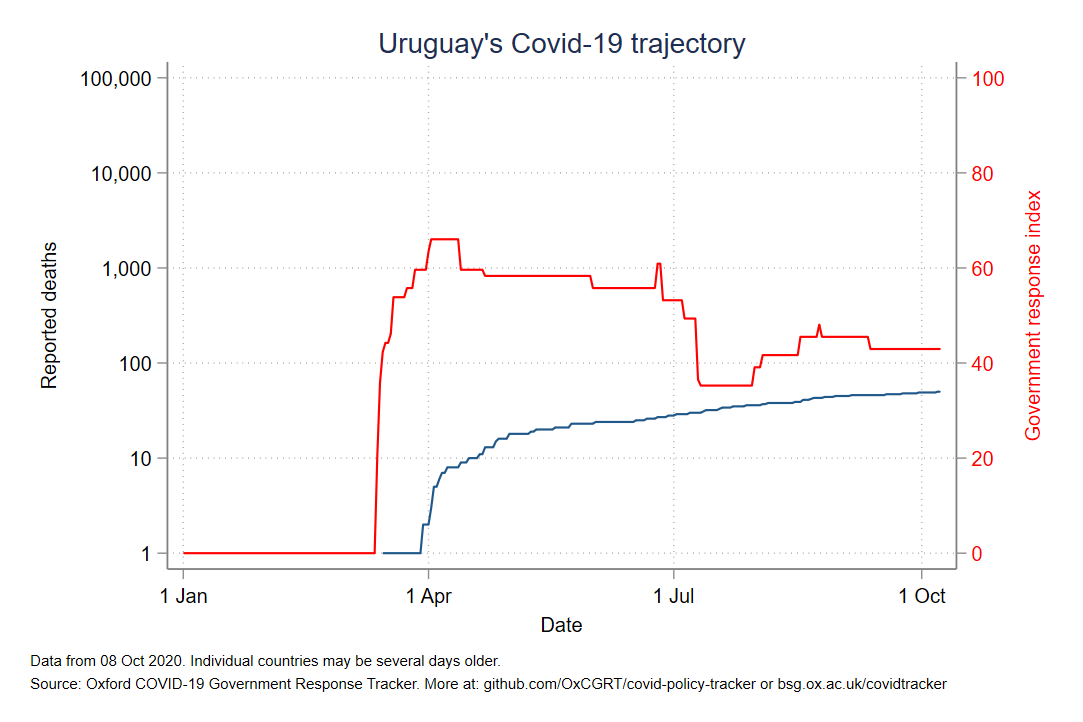 Uruguay's Covid-19 trajectory
100,000
10,000
1,000
100
10
1
Reported deaths
100
80
60
40
20
0
Government response index
1 Jan
1 Apr
1 Jul
1 Oct
Date
Data from 08 Oct 2020. Individual countries may be several days older.
Source: Oxford COVID-19 Government Response Tracker. More at: github.com/OxCGRT/covid-policy-tracker or bsg.ox.ac.uk/covidtracker